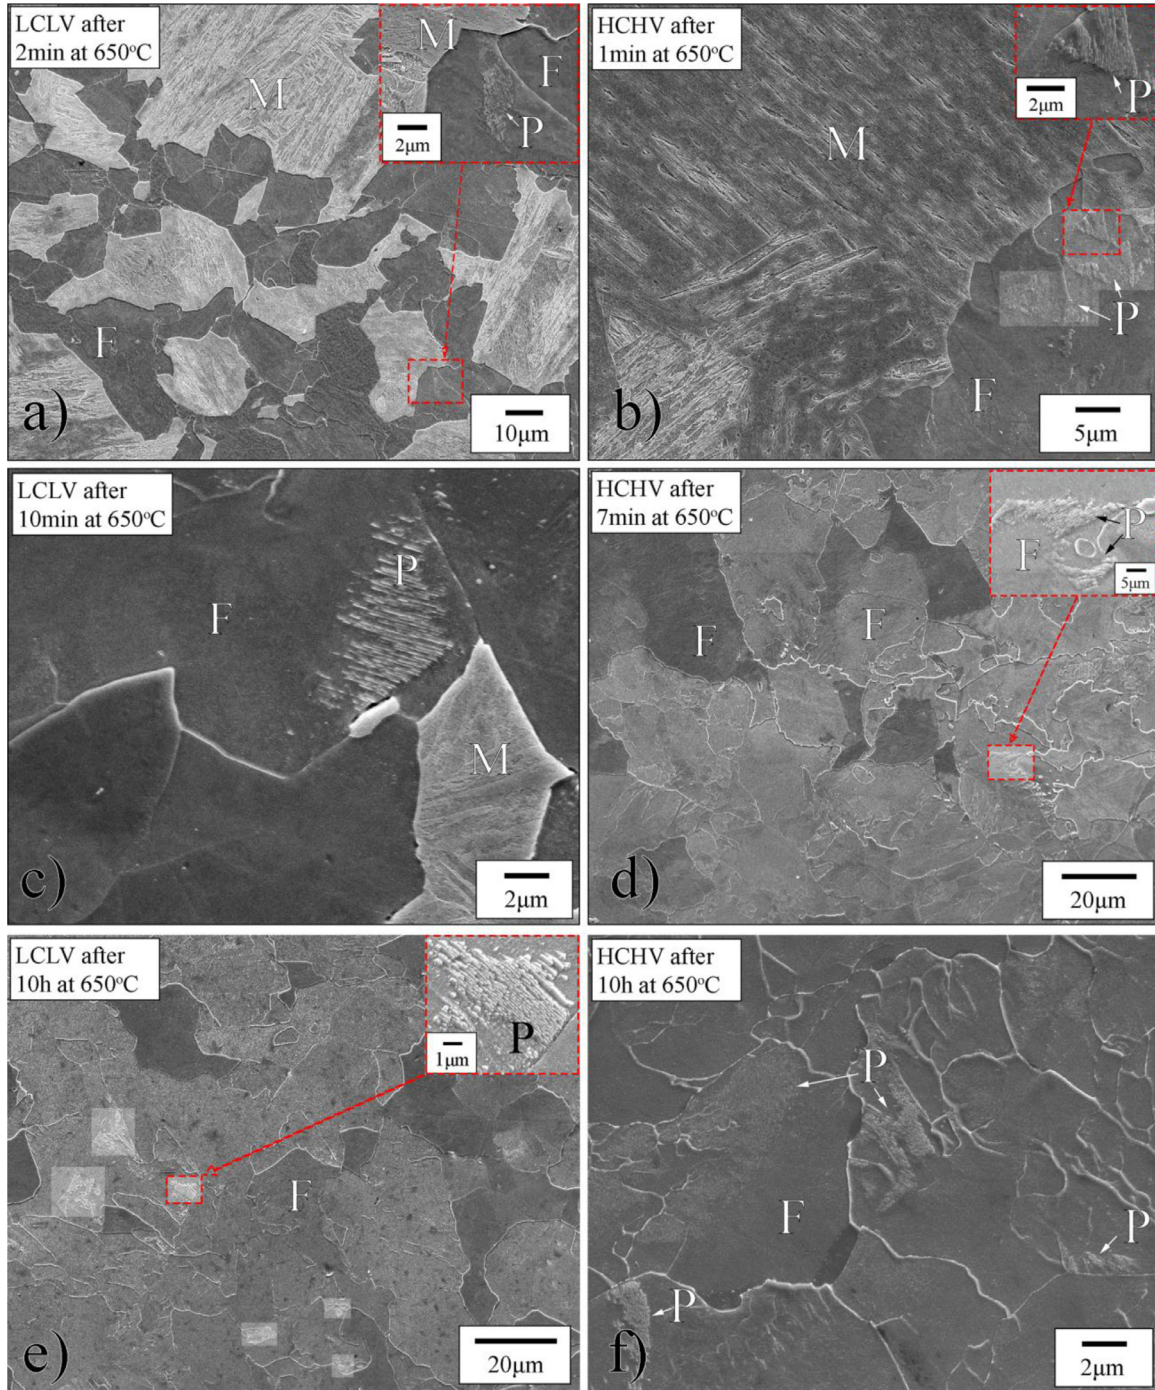 LCLV after
2min at 650°C
M
M
F
P
2μm
F
a)
10μm
HCHV after
1min at 650°C
M
P
2μm
P
F
b)
5μm
LCLV after
10min at 650°C
P
F
M
c)
2μm
HCHV after
7min at 650°C
P
F
5μm
F
F
d)
20μm
LCLV after
10h at 650°C
P
1μm
F
e)
20μm
HCHV after
10h at 650°C
P
F
P
P
f)
2μm